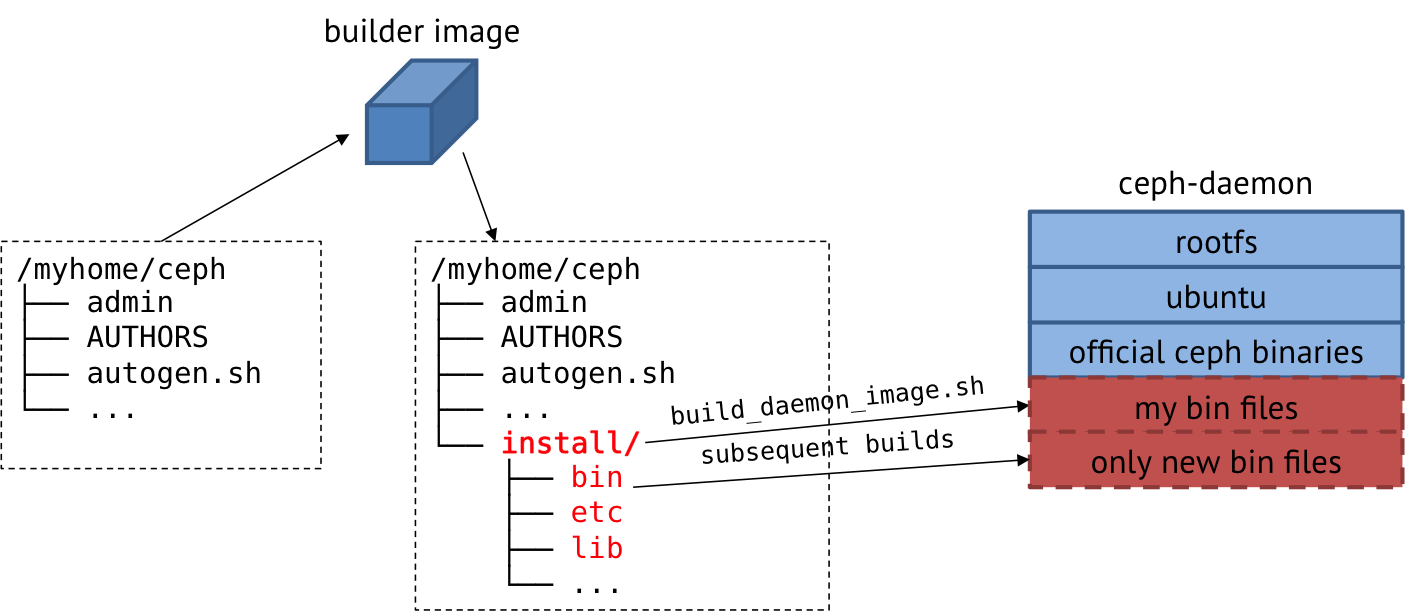 builder image
/myhome/ceph
├── admin
├── AUTHORS
├── autogen.sh
└── ...
/myhome/ceph
├── admin
├── AUTHORS
├── autogen.sh
├── ...
└── install/
├── bin
├── etc
├── lib
└── ...
build_daemon_image.sh
subsequent builds
ceph-daemon
rootfs
ubuntu
official ceph binaries
my bin files
only new bin files